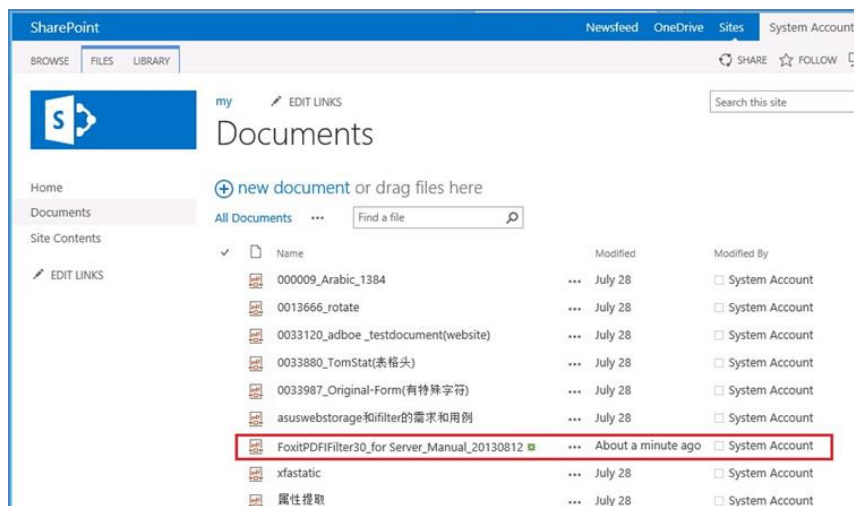 SharePoint Newsfeed OneDrive Sites System Account
BROWSE FILES LIBRARY SHARE FOLLOW
S
my EDIT LINKS Search this site
Documents
Home
Documents
Site Contents
EDIT LINKS
new document or drag files here
All Documents ... Find a file
Name Modified Modified By
000009_Arabic_1384 ... July 28 System Account
0013666_rotate ... July 28 System Account
0033120_adboe _testdocument(website) ... July 28 System Account
0033880_TomStat(表格头) ... July 28 System Account
0033987_Original-Form(有特殊字符) ... July 28 System Account
asuswebstorage和ifilter的需求和用例 ... July 28 System Account
FoxitPDFIFilter30_for Server_Manual_20130812 ... About a minute ago System Account
xfastatic ... July 28 System Account
属性提取 ... July 28 System Account